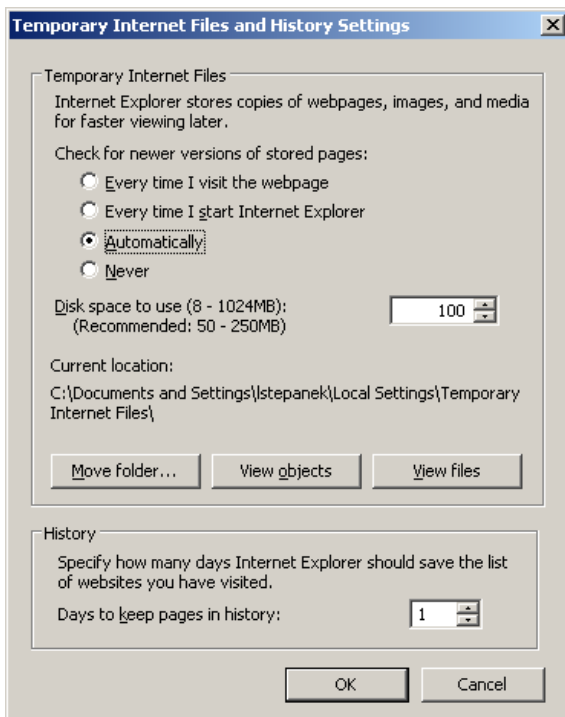 Temporary Internet Files and History Settings
Temporary Internet Files
Internet Explorer stores copies of webpages, images, and media
for faster viewing later.
Check for newer versions of stored pages:
Every time I visit the webpage
Every time I start Internet Explorer
Automatically
Never
Disk space to use (8 - 1024MB): 100
(Recommended: 50 - 250MB)
Current location:
C:\Documents and Settings\lstepanek\Local Settings\Temporary
Internet Files\
Move folder... View objects View files
History
Specify how many days Internet Explorer should save the list
of websites you have visited.
Days to keep pages in history: 1
OK Cancel